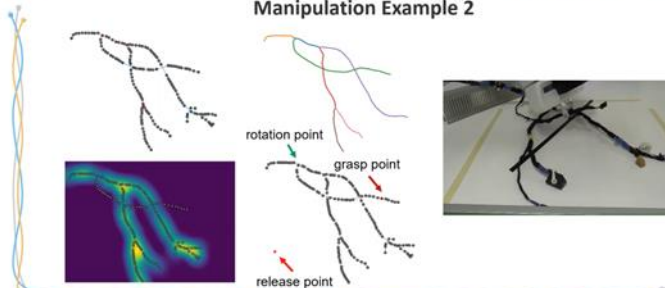 Manipulation Example 2
rotation point
grasp point
release point